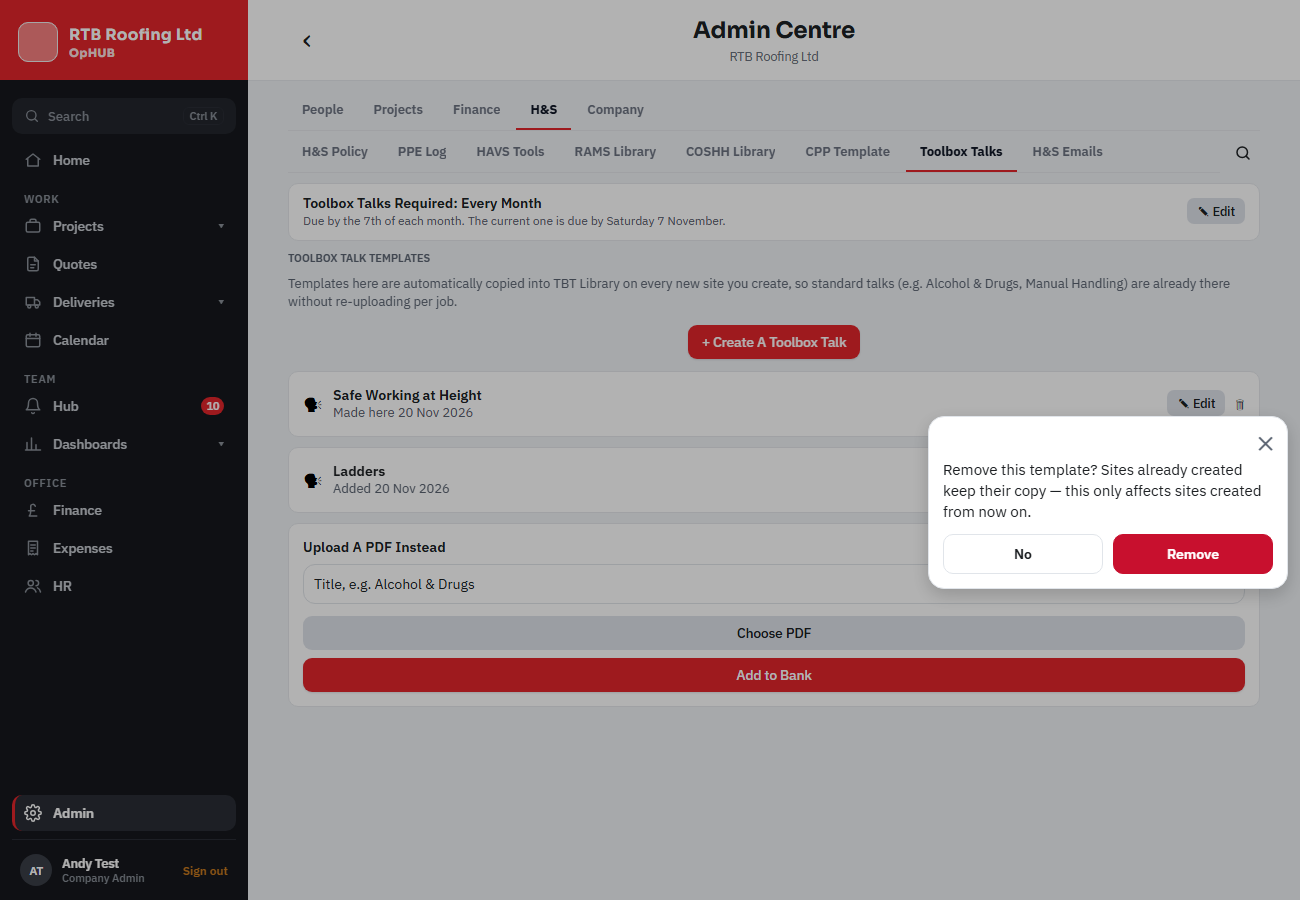 RTB Roofing Ltd
OpHUB
Search
Ctrl K
Home
WORK
Projects
Quotes
Deliveries
Calendar
TEAM
Hub
10
Dashboards
OFFICE
Finance
Expenses
HR
Admin
AT
Andy Test
Company Admin
Sign out
Admin Centre
RTB Roofing Ltd
People
Projects
Finance
H&S
Company
H&S Policy
PPE Log
HAVS Tools
RAMS Library
COSHH Library
CPP Template
Toolbox Talks
H&S Emails
Toolbox Talks Required: Every Month
Due by the 7th of each month. The current one is due by Saturday 7 November.
Edit
TOOLBOX TALK TEMPLATES
Templates here are automatically copied into TBT Library on every new site you create, so standard talks (e.g. Alcohol & Drugs, Manual Handling) are already there
without re-uploading per job.
+ Create A Toolbox Talk
Safe Working at Height
Made here 20 Nov 2026
Edit
Ladders
Added 20 Nov 2026
Remove this template? Sites already created
keep their copy — this only affects sites created
from now on.
No
Remove
Upload A PDF Instead
Title, e.g. Alcohol & Drugs
Choose PDF
Add to Bank